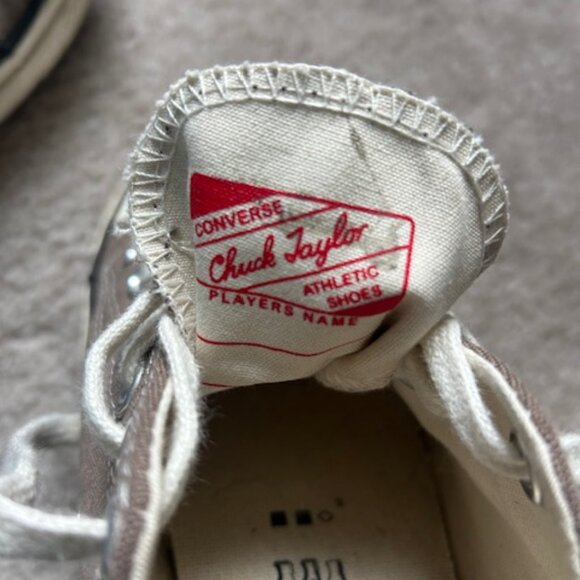 CONVERSE
Chuck Taylor
ATHLETIC
SHOES
PLAYERS NAME